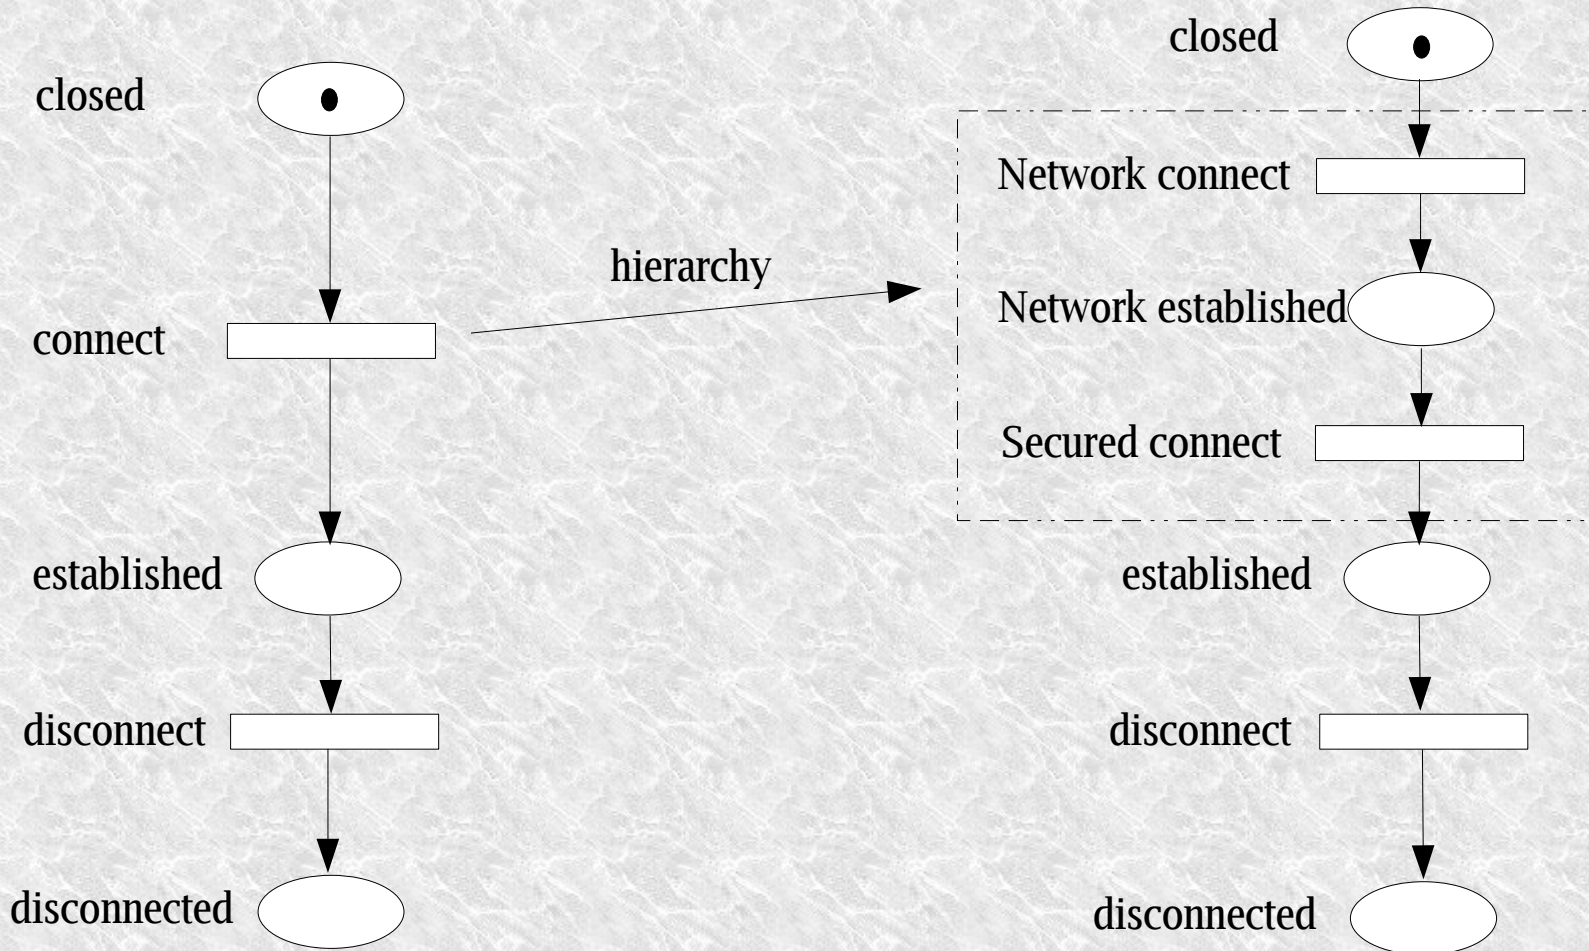 closed
connect
established
disconnect
disconnected
hierarchy
closed
Network connect
Network established
Secured connect
established
disconnect
disconnected